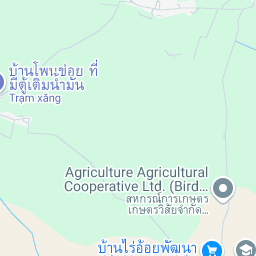 บ้านโพนข่อย ที่
มีตู้เติมน้ำมัน
Trạm xăng
Agriculture Agricultural
Cooperative Ltd. (Bird...
สหกรณ์การเกษตร
เกษตรวิสัยจำกัด...
บ้านไร่อ้อยพัฒนา